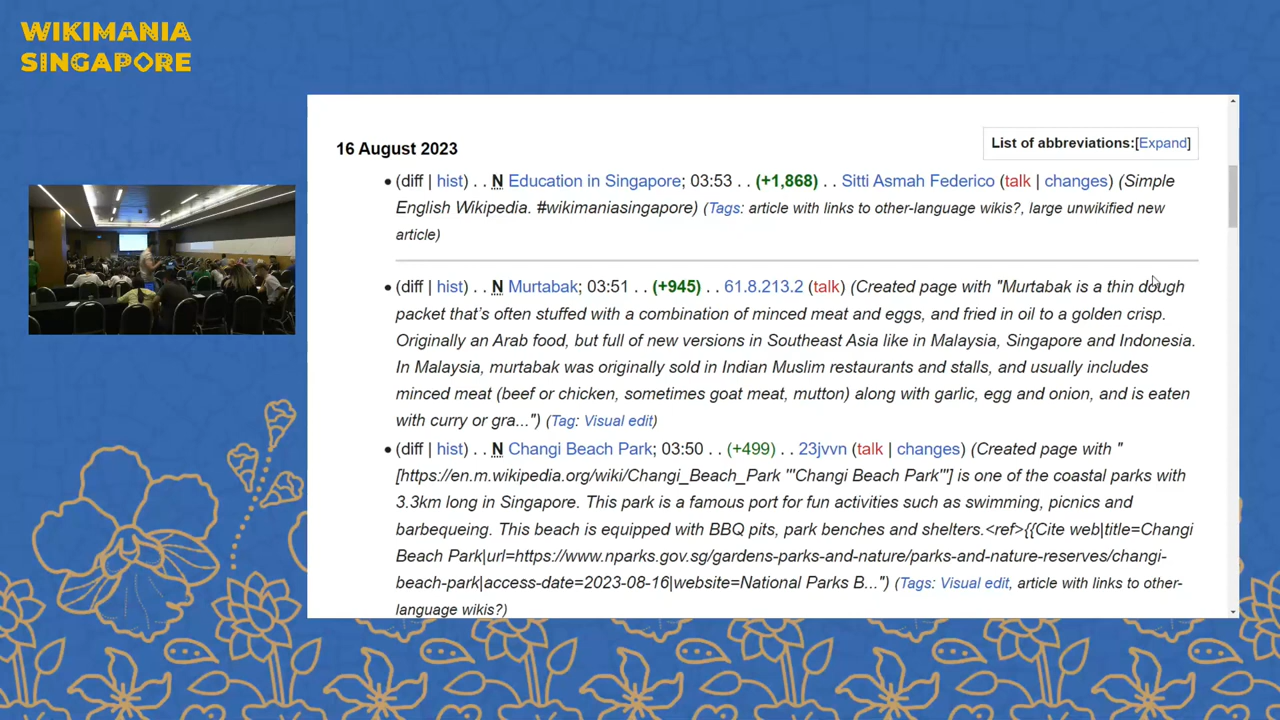 WIKIMANIA
SINGAPORE
List of abbreviations:[Expand]
16 August 2023
• (diff | hist) . . N Education in Singapore; 03:53 . . (+1,868) . . Sitti Asmah Federico (talk | changes) (Simple
English Wikipedia. #wikimaniasingapore) (Tags: article with links to other-language wikis?, large unwikified new
article)
• (diff | hist) . . N Murtabak; 03:51 . . (+945) . . 61.8.213.2 (talk) (Created page with "Murtabak is a thin dough
packet that's often stuffed with a combination of minced meat and eggs, and fried in oil to a golden crisp.
Originally an Arab food, but full of new versions in Southeast Asia like in Malaysia, Singapore and Indonesia.
In Malaysia, murtabak was originally sold in Indian Muslim restaurants and stalls, and usually includes
minced meat (beef or chicken, sometimes goat meat, mutton) along with garlic, egg and onion, and is eaten
with curry or gra...") (Tag: Visual edit)
• (diff | hist) . . N Changi Beach Park; 03:50 . . (+499) . . 23jvvn (talk | changes) (Created page with "
[https://en.m.wikipedia.org/wiki/Changi_Beach_Park '''Changi Beach Park'''] is one of the coastal parks with
3.3km long in Singapore. This park is a famous port for fun activities such as swimming, picnics and
barbequeing. This beach is equipped with BBQ pits, park benches and shelters.<ref>{{Cite web|title=Changi
Beach Park|url=https://www.nparks.gov.sg/gardens-parks-and-nature/parks-and-nature-reserves/changi-
beach-park|access-date=2023-08-16|website=National Parks B...") (Tags: Visual edit, article with links to other-
language wikis?)